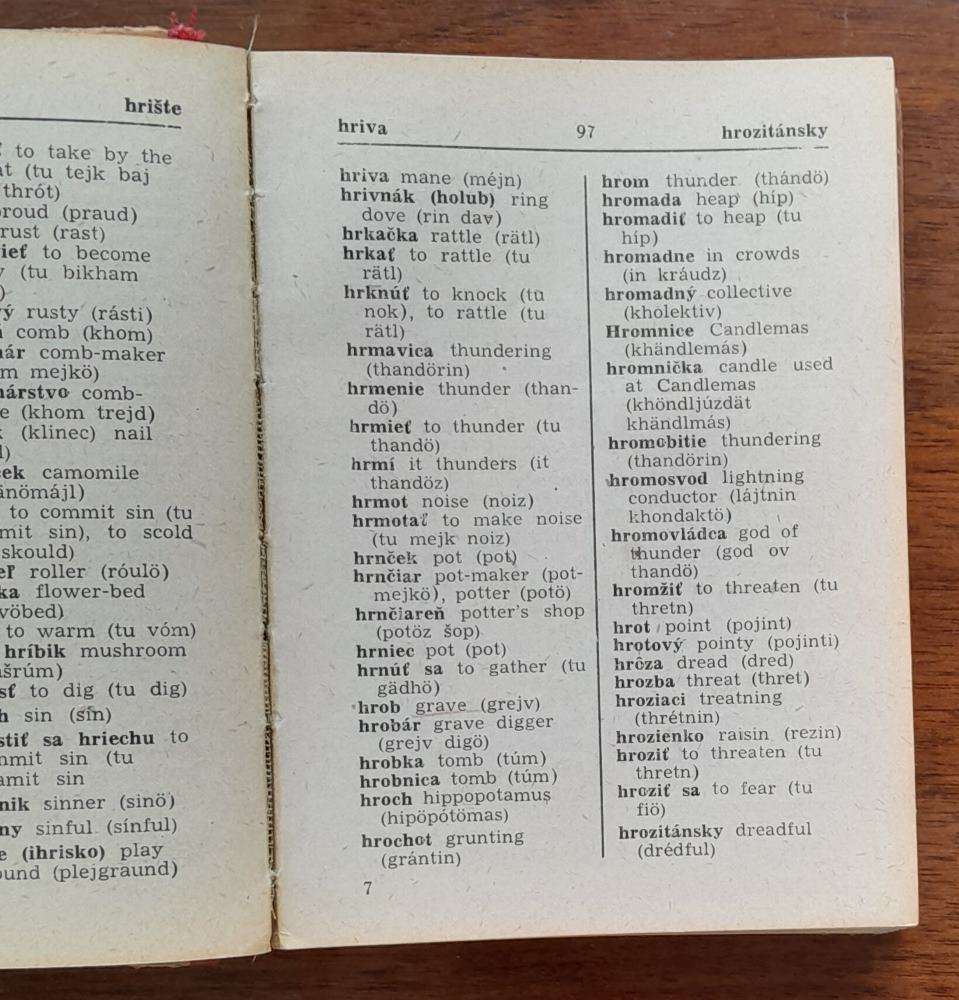 hrište
to take by the
(tu tejk baj
thrót)
(praud)
rust (rast)
to become
(tu bikham
rusty (rásti)
comb (khom)
comb-maker
mejkö)
comb-
(khom trejd)
(klinec) nail
camomile
to commit sin (tu
sin), to scold
skould)
roller (róulö)
flower-bed
to warm (tu vóm)
hríbik mushroom
to dig (tu dig)
sin (sín)
sa hriechu to
sin (tu
sin
sinner (sinö)
sinful (sínful)
(ihrisko) play
(plejgraund)
hriva 97 hrozitánsky
hriva mane (méjn)
hrivnák (holub) ring
dove (rin dav)
hrkačka rattle (rätl)
hrkať to rattle (tu
rätl)
hrknúť to knock (tu
nok), to rattle (tu
rätl)
hrmavica thundering
(thandörin)
hrmenie thunder (than-
dö)
hrmieť to thunder (tu
thandö)
hrmí it thunders (it
thandöz)
hrmot noise (noiz)
hrmotať to make noise
(tu mejk noiz)
hrnček pot (pot)
hrnčiar pot-maker (pot-
mejkö), potter (potö)
hrnčiareň potter's shop
(potöz šop)
hrniec pot (pot)
hrnúť sa to gather (tu
gädhö)
hrob grave (grejv)
hrobár grave digger
(grejv digö)
hrobka tomb (túm)
hrobnica tomb (túm)
hroch hippopotamus
(hipöpótömas)
hrochot grunting
(grántin)
7
hrom thunder (thándö)
hromada heap (híp)
hromadiť to heap (tu
híp)
hromadne in crowds
(in kráudz)
hromadný collective
(kholektiv)
Hromnice Candlemas
(khändlemás)
hromnička candle used
at Candlemas
(khöndljúzdät
khändlmás)
hromobitie thundering
(thandörin)
hromosvod lightning
conductor (lájtnin
khondaktö)
hromovládca god of
thunder (god ov
thandö)
hromžiť to threaten (tu
thretn)
hrot point (pojint)
hrotový pointy (pojinti)
hrôza dread (dred)
hrozba threat (thret)
hroziaci treatning
(thrétnin)
hrozienko raisin (rezin)
hroziť to threaten (tu
thretn)
hroziť sa to fear (tu
fiö)
hrozitánsky dreadful
(drédful)